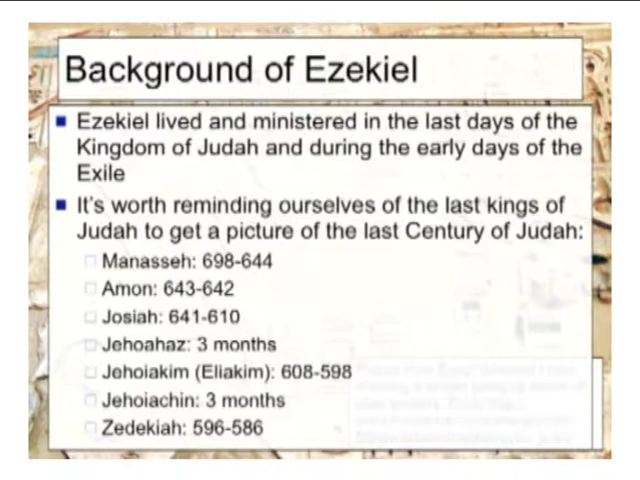 Background of Ezekiel
Ezekiel lived and ministered in the last days of the
Kingdom of Judah and during the early days of the
Exile
It's worth reminding ourselves of the last kings of
Judah to get a picture of the last Century of Judah:
Manasseh: 698-644
Amon: 643-642
Josiah: 641-610
Jehoahaz: 3 months
Jehoiakim (Eliakim): 608-598
Jehoiachin: 3 months
Zedekiah: 596-586